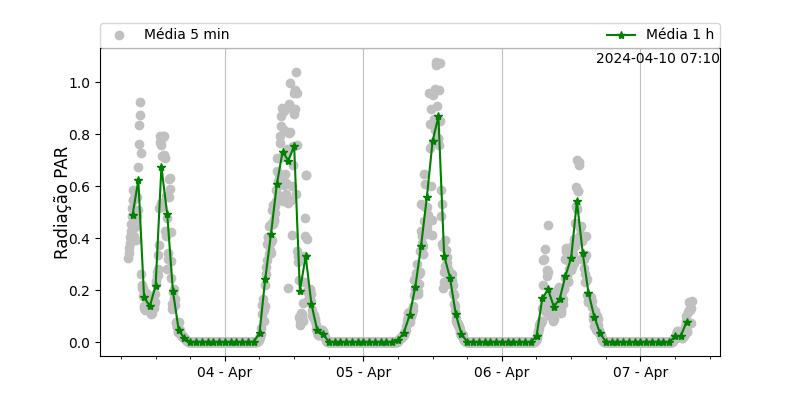 Média 5 min
Média 1 h
2024-04-10 07:10
Radiação PAR
1.0
0.8
0.6
0.4
0.2
0.0
04 - Apr
05 - Apr
06 - Apr
07 - Apr